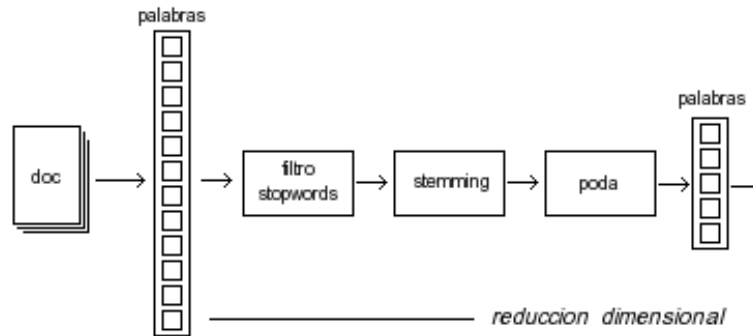 palabras
doc
filtro
stopwords
stemming
poda
palabras
reduccion dimensional